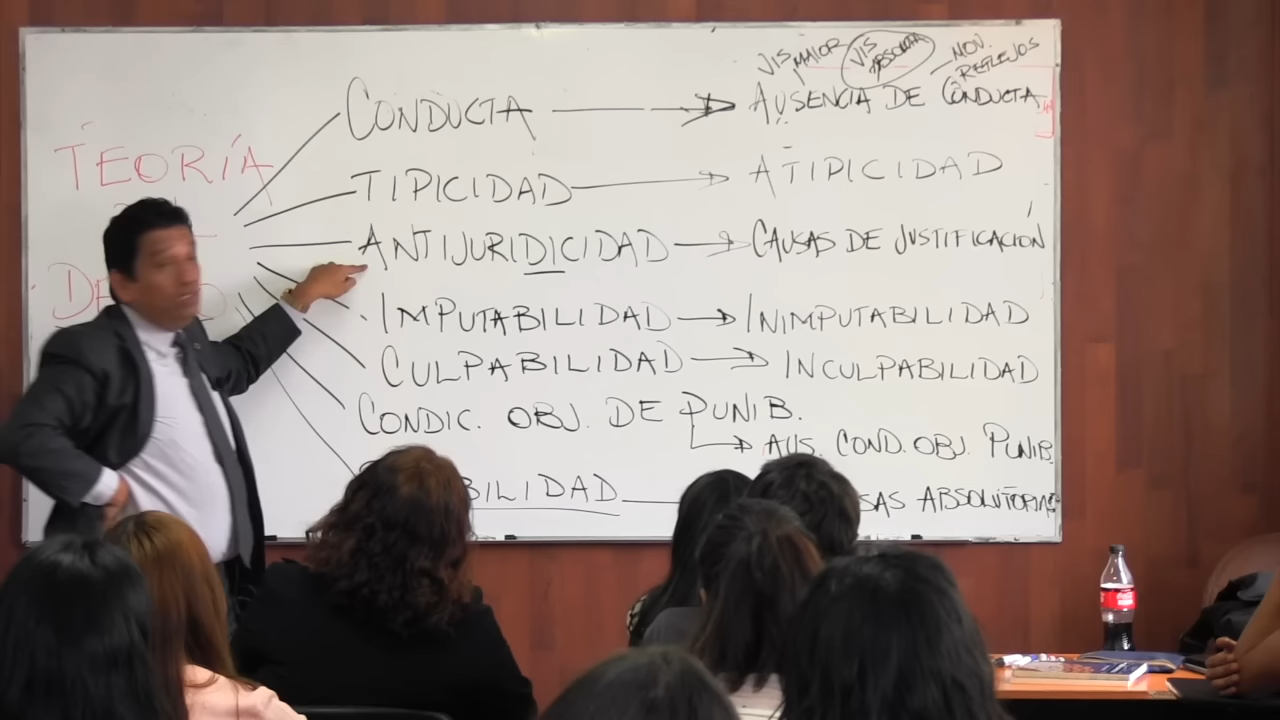 TEORÍA
VIS MAIOR
VIS ABSOLUTA
MOV. REFLEJOS
CONDUCTA → AUSENCIA DE CONDUCTA
TIPICIDAD → ATIPICIDAD
ANTIJURIDICIDAD → CAUSAS DE JUSTIFICACIÓN
IMPUTABILIDAD → INIMPUTABILIDAD
CULPABILIDAD → INCULPABILIDAD
CONDIC. OBJ. DE PUNIB.
→ AUS. COND. OBJ. PUNIB.
BILIDAD SAS ABSOLUTORIAS